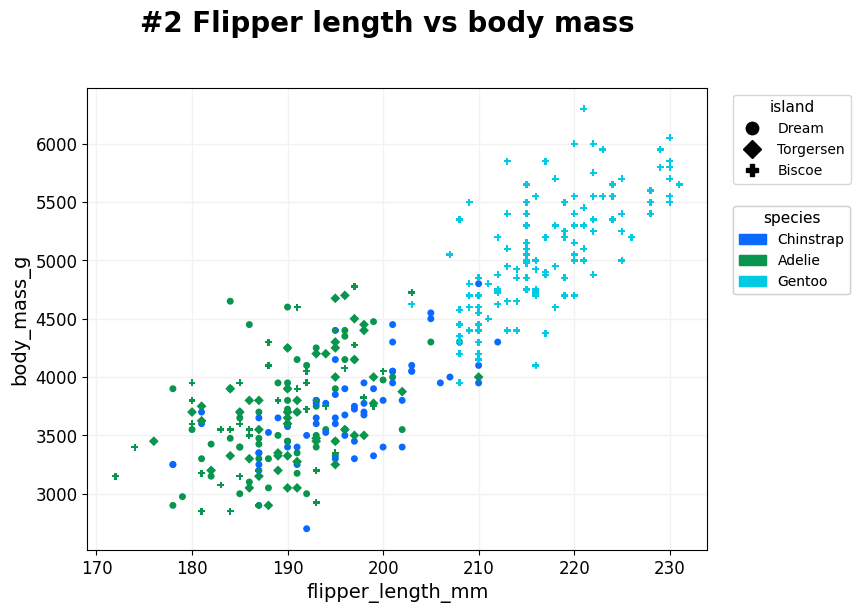 #2 Flipper length vs body mass
island
Dream
Torgersen
Biscoe
species
Chinstrap
Adelie
Gentoo
body_mass_g
6000
5500
5000
4500
4000
3500
3000
170 180 190 200 210 220 230
flipper_length_mm